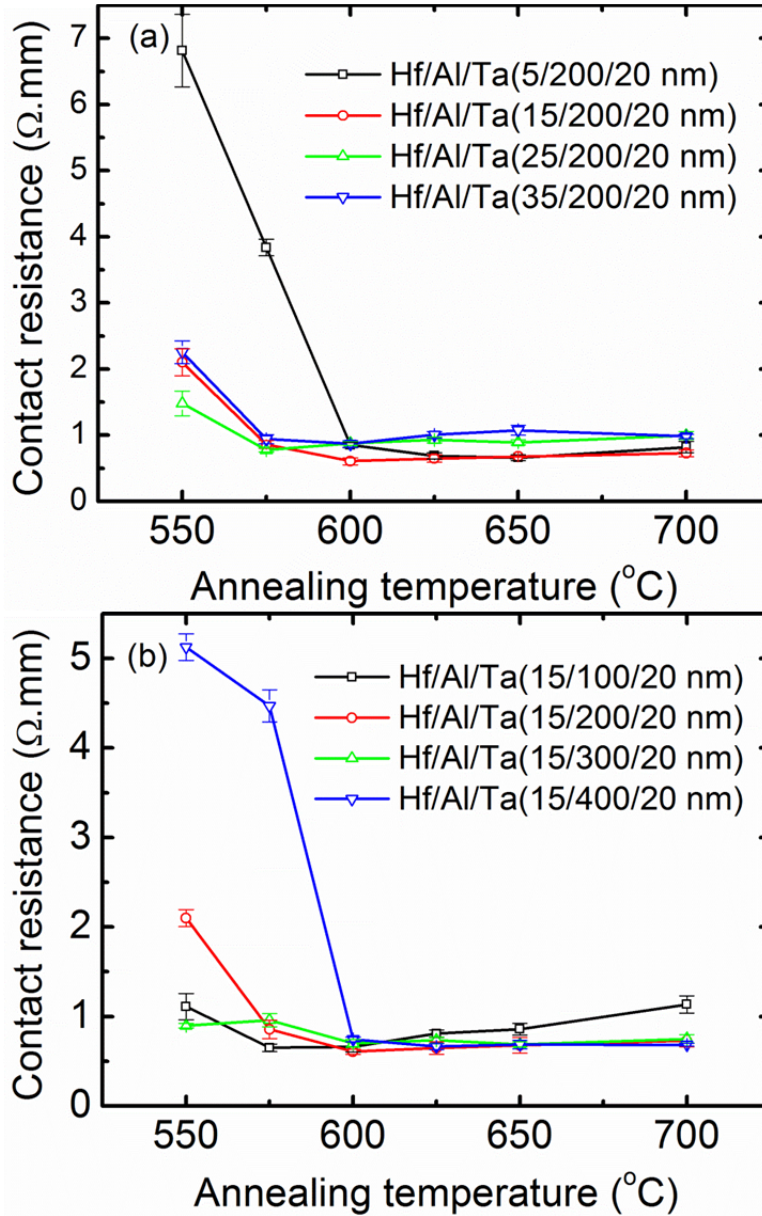 (a)
Hf/Al/Ta(5/200/20 nm)
Hf/Al/Ta(15/200/20 nm)
Hf/Al/Ta(25/200/20 nm)
Hf/Al/Ta(35/200/20 nm)
Contact resistance (Ω.mm)
7
6
5
4
3
2
1
0
550
600
650
700
Annealing temperature (°C)
(b)
Hf/Al/Ta(15/100/20 nm)
Hf/Al/Ta(15/200/20 nm)
Hf/Al/Ta(15/300/20 nm)
Hf/Al/Ta(15/400/20 nm)
Contact resistance (Ω.mm)
5
4
3
2
1
0
550
600
650
700
Annealing temperature (°C)